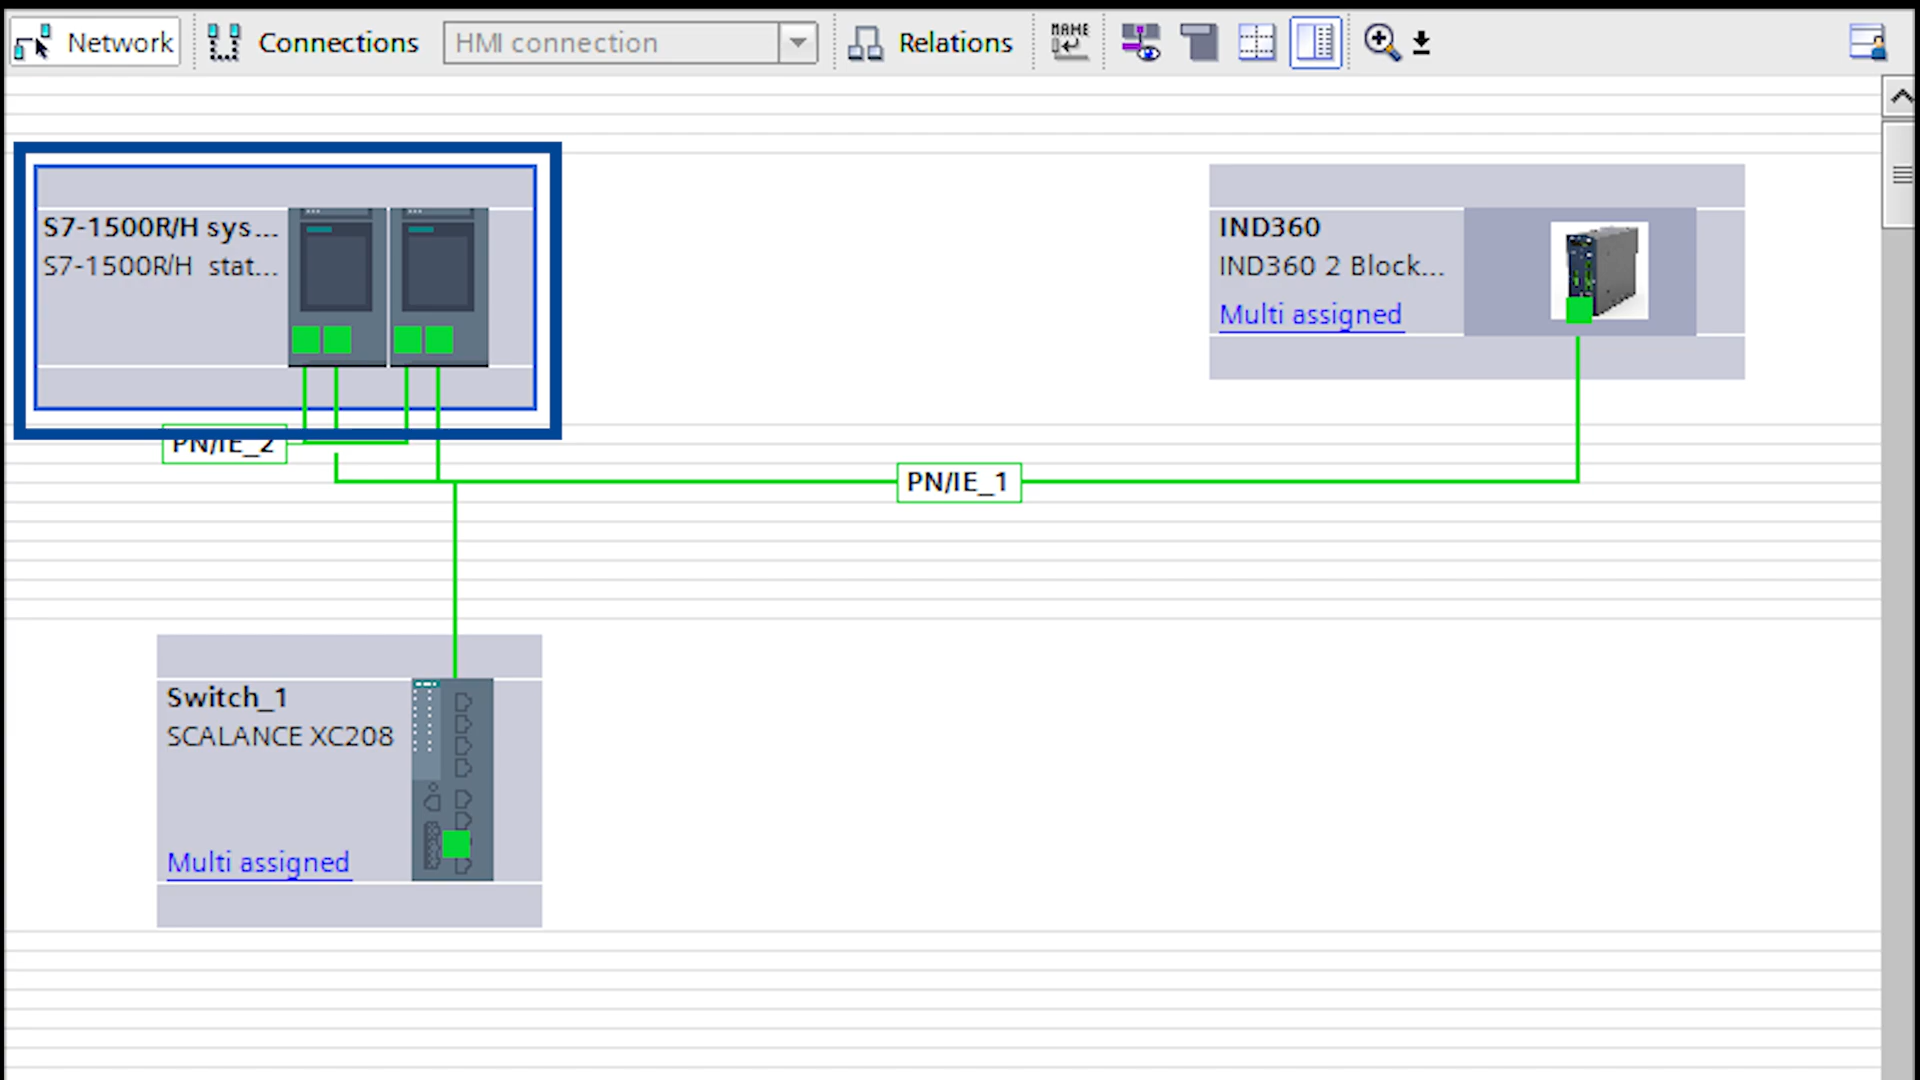 Network
Connections
HMI connection
Relations
NAME
S7-1500R/H sys...
S7-1500R/H stat...
IND360
IND360 2 Block...
Multi assigned
PN/IE_2
PN/IE_1
Switch_1
SCALANCE XC208
Multi assigned